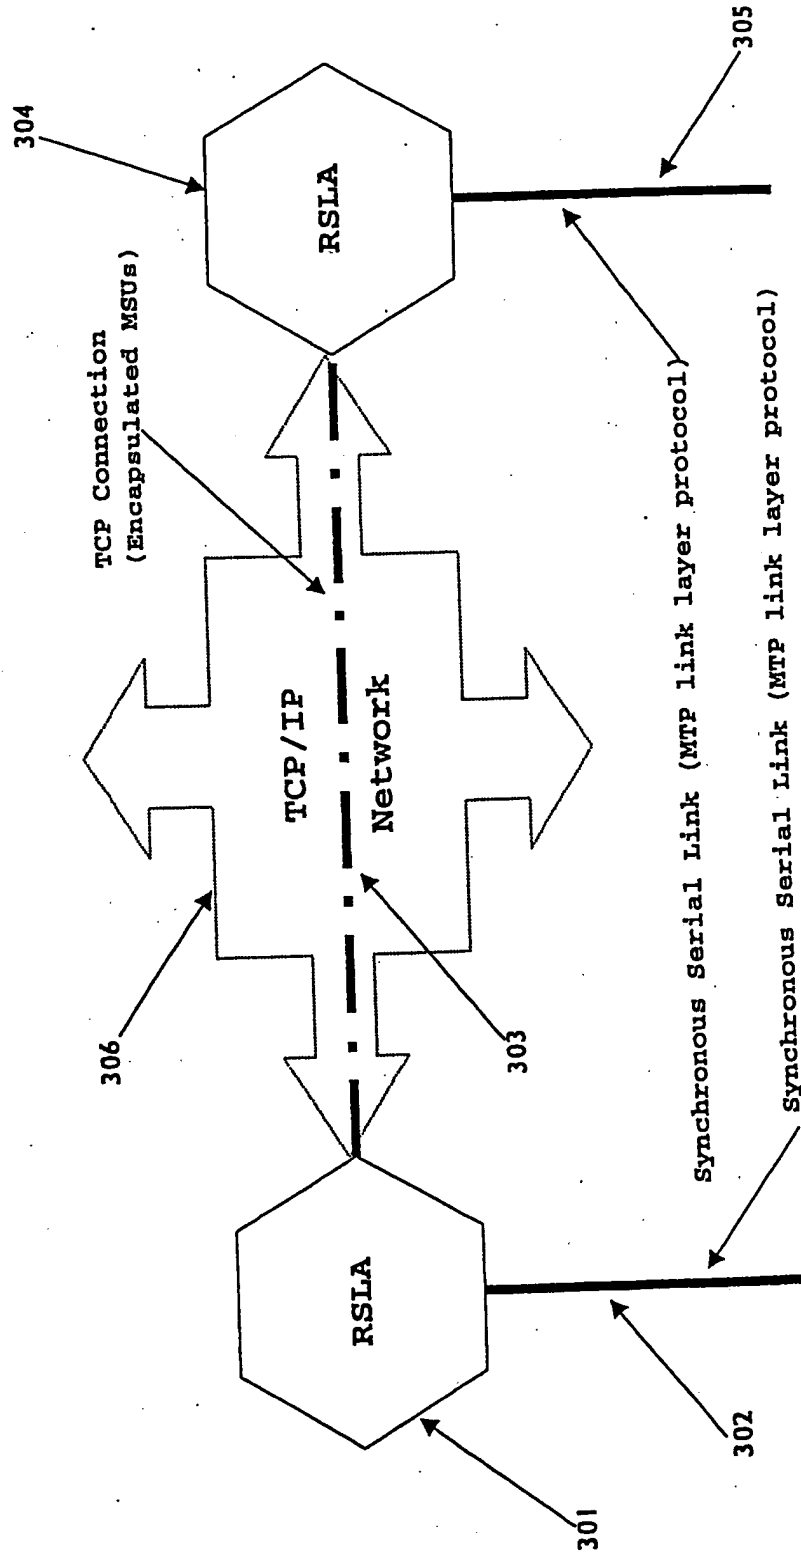 304
TCP Connection
(Encapsulated MSUs)
306
TCP/IP
Network
RSLA
RSLA
303
301
302
305
Synchronous Serial Link (MTP link layer protocol)
Synchronous Serial Link (MTP link layer protocol)